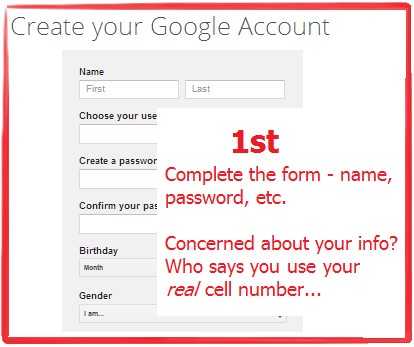 Create your Google Account
Name
First Last
Choose your use
1st
Create a passwor
Complete the form - name,
password, etc.
Confirm your pas
Concerned about your info?
Birthday
Who says you use your
Month
real cell number...
Gender
I am...